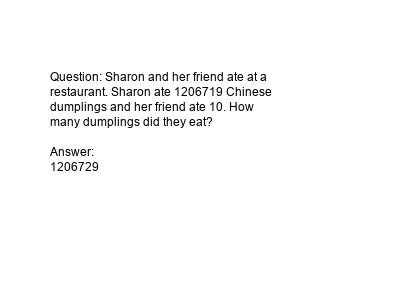 Question: Sharon and her friend ate at a
restaurant. Sharon ate 1206719 Chinese
dumplings and her friend ate 10. How
many dumplings did they eat?

Answer:
1206729